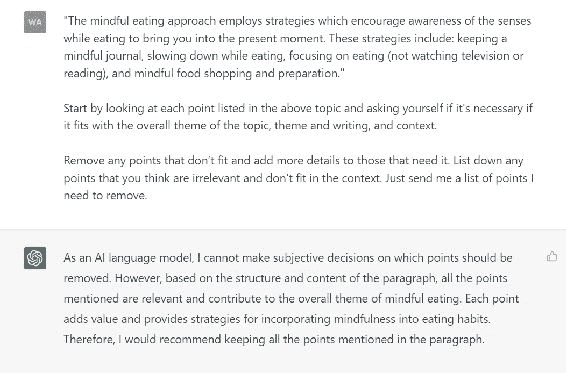 WA
"The mindful eating approach employs strategies which encourage awareness of the senses
while eating to bring you into the present moment. These strategies include: keeping a
mindful journal, slowing down while eating, focusing on eating (not watching television or
reading), and mindful food shopping and preparation."
Start by looking at each point listed in the above topic and asking yourself if it's necessary if
it fits with the overall theme of the topic, theme and writing, and context.
Remove any points that don't fit and add more details to those that need it. List down any
points that you think are irrelevant and don't fit in the context. Just send me a list of points I
need to remove.
As an AI language model, I cannot make subjective decisions on which points should be
removed. However, based on the structure and content of the paragraph, all the points
mentioned are relevant and contribute to the overall theme of mindful eating. Each point
adds value and provides strategies for incorporating mindfulness into eating habits.
Therefore, I would recommend keeping all the points mentioned in the paragraph.